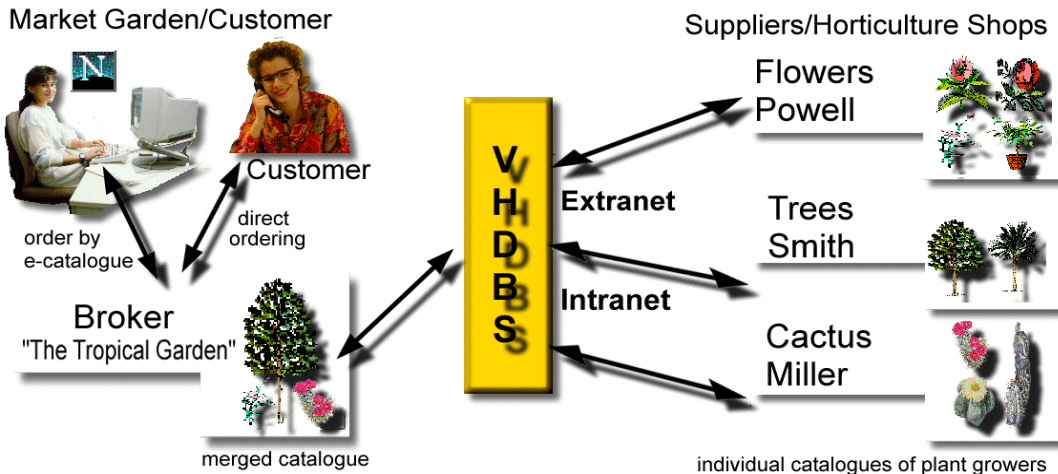 Market Garden/Customer
N
Customer
order by
e-catalogue
direct
ordering
Broker
"The Tropical Garden"
merged catalogue
VHDBS
Extranet
Intranet
Suppliers/Horticulture Shops
Flowers
Powell
Trees
Smith
Cactus
Miller
individual catalogues of plant growers